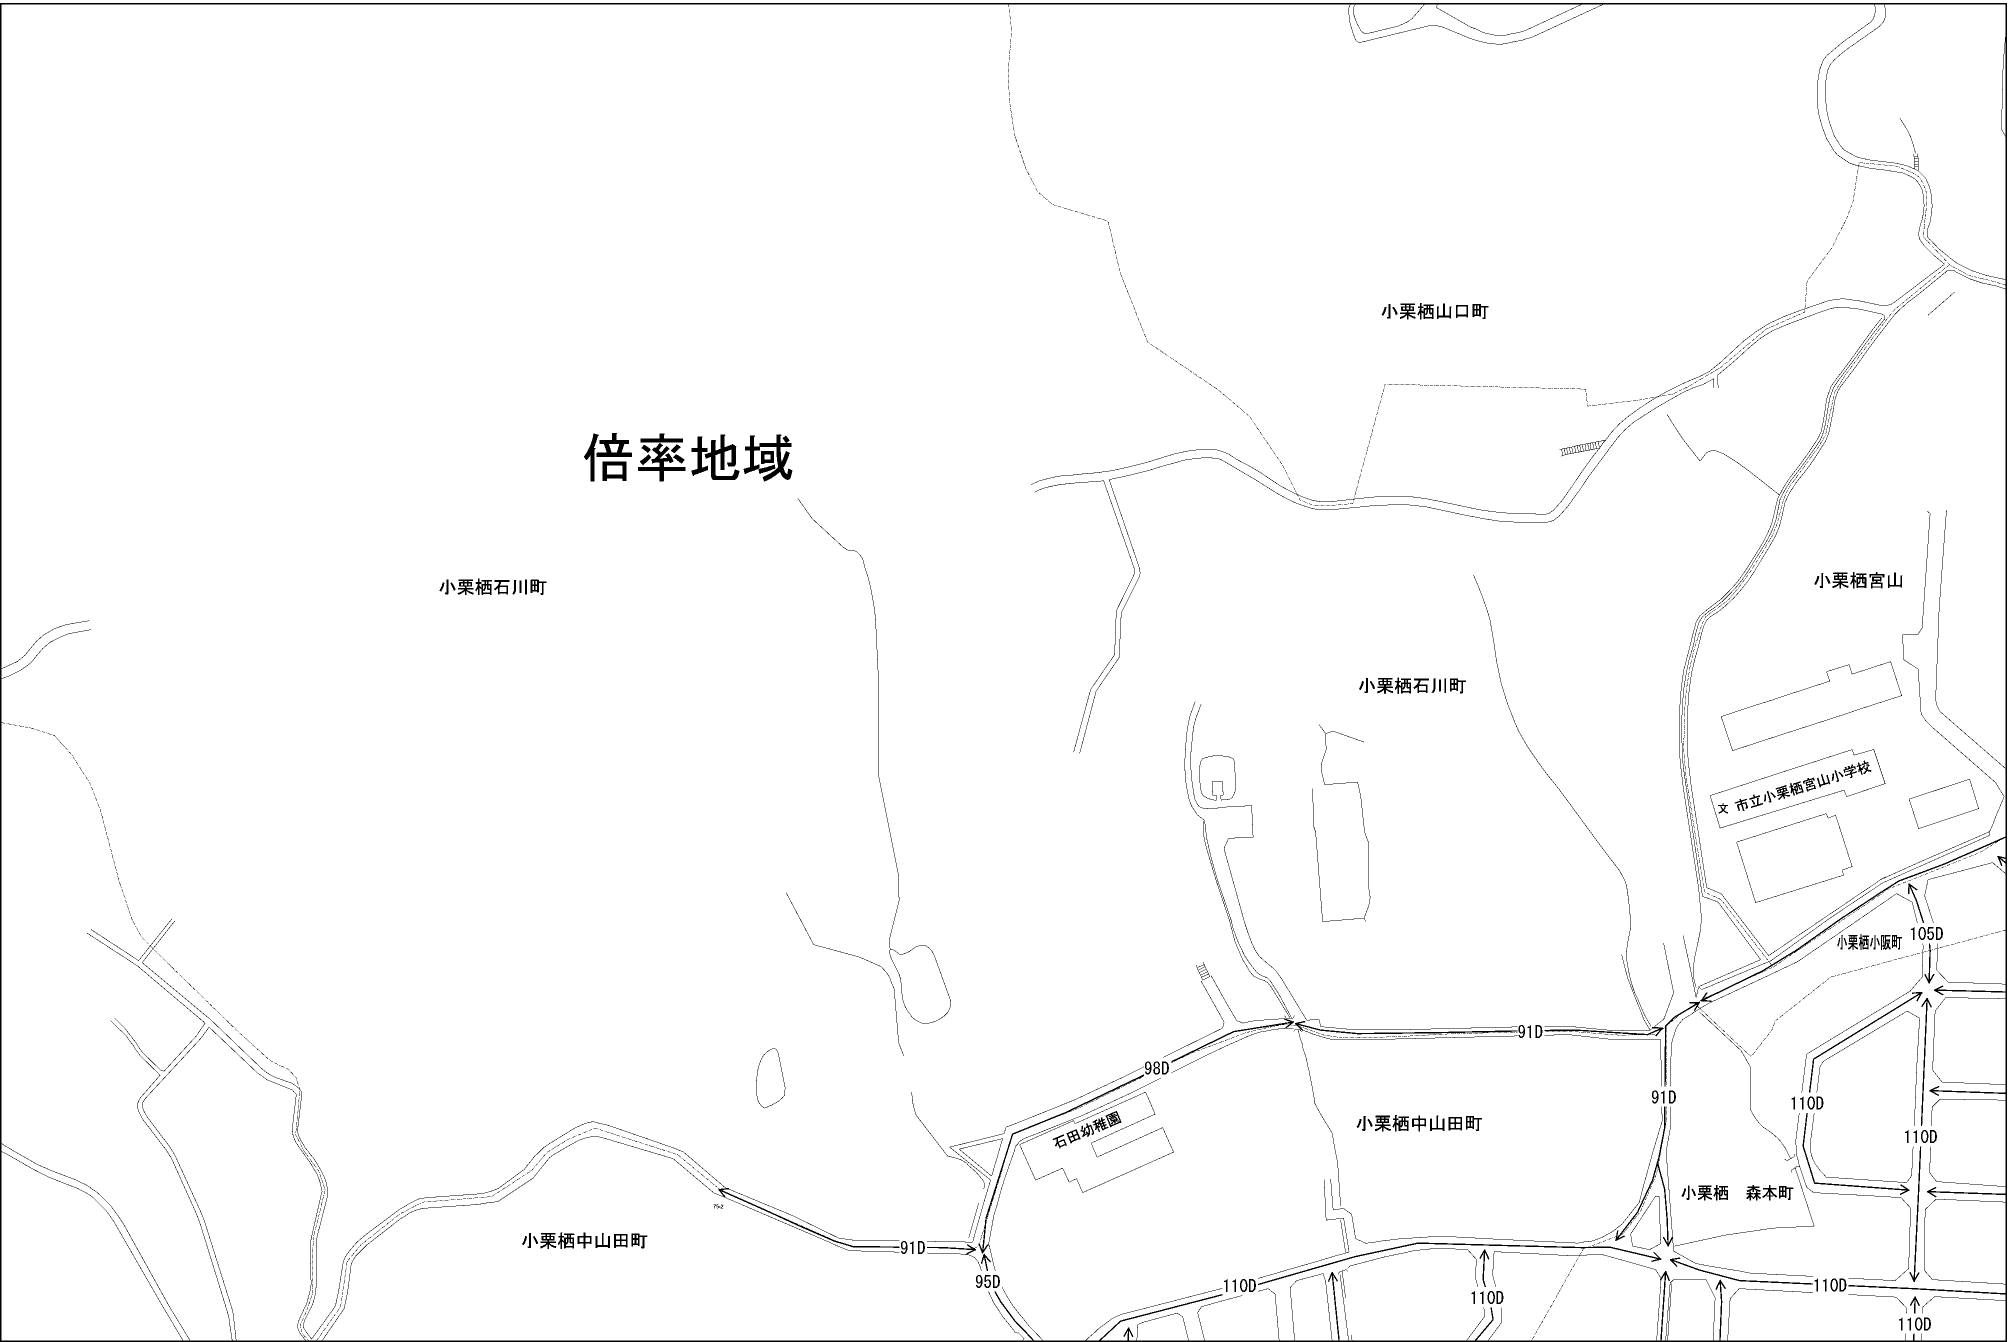 小栗栖山口町
倍率地域
小栗栖石川町
小栗栖宮山
小栗栖石川町
文 市立小栗栖宮山小学校
小栗栖小阪町
105D
91D
98D
91D
110D
石田幼稚園
小栗栖中山田町
110D
小栗栖 森本町
75-2
小栗栖中山田町
91D
95D
110D
110D
110D
110D